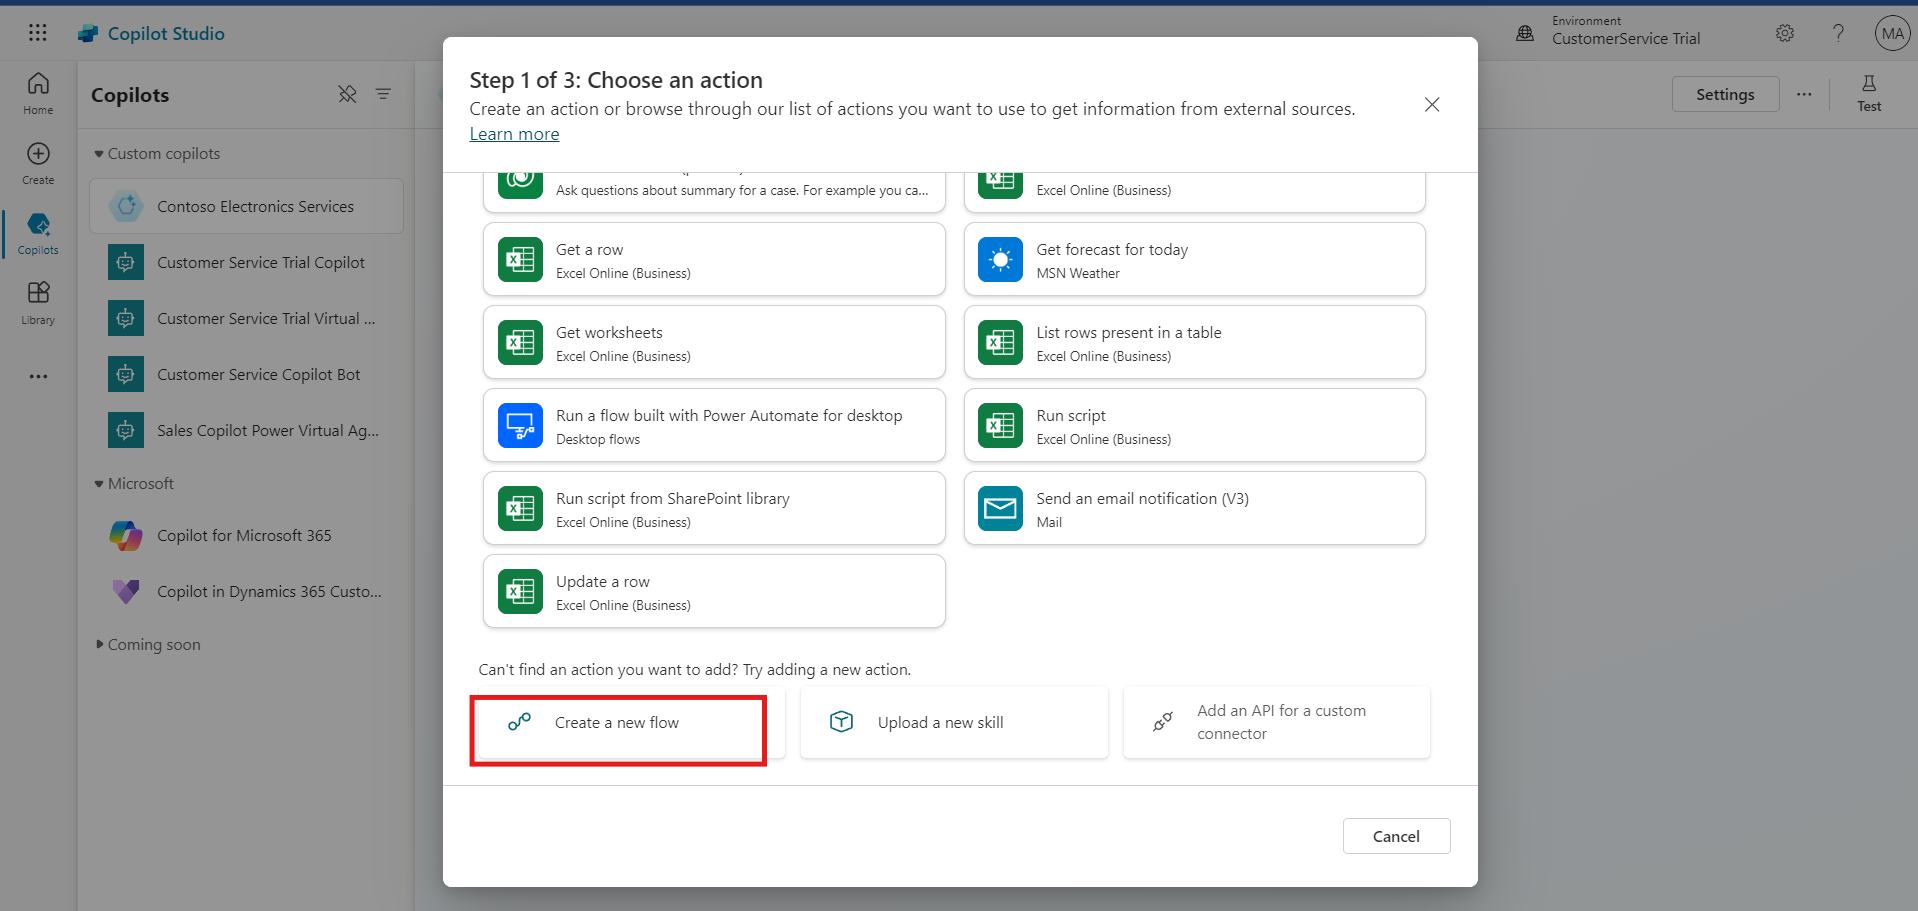 Copilot Studio
Environment
CustomerService Trial
MA
Home
Create
Copilots
Library
Copilots
Custom copilots
Contoso Electronics Services
Customer Service Trial Copilot
Customer Service Trial Virtual ...
Customer Service Copilot Bot
Sales Copilot Power Virtual Ag...
Microsoft
Copilot for Microsoft 365
Copilot in Dynamics 365 Custo...
Coming soon
Settings
Test
Step 1 of 3: Choose an action
Create an action or browse through our list of actions you want to use to get information from external sources.
Learn more
Ask questions about summary for a case. For example you ca...
Excel Online (Business)
Get a row
Excel Online (Business)
Get forecast for today
MSN Weather
Get worksheets
Excel Online (Business)
List rows present in a table
Excel Online (Business)
Run a flow built with Power Automate for desktop
Desktop flows
Run script
Excel Online (Business)
Run script from SharePoint library
Excel Online (Business)
Send an email notification (V3)
Mail
Update a row
Excel Online (Business)
Can't find an action you want to add? Try adding a new action.
Create a new flow
Upload a new skill
Add an API for a custom
connector
Cancel